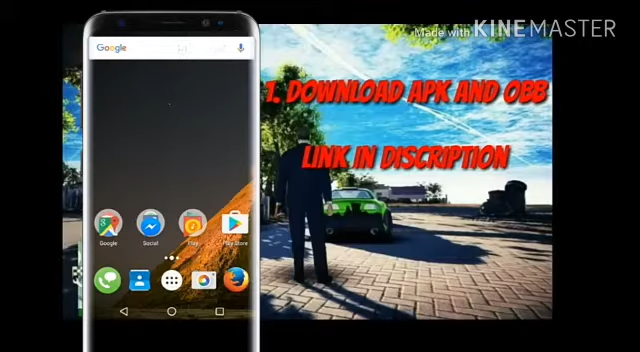 Made with KINEMASTER
Google
1. DOWNLOAD APK AND OBB
LINK IN DISCRIPTION
Google Social Play Play Store